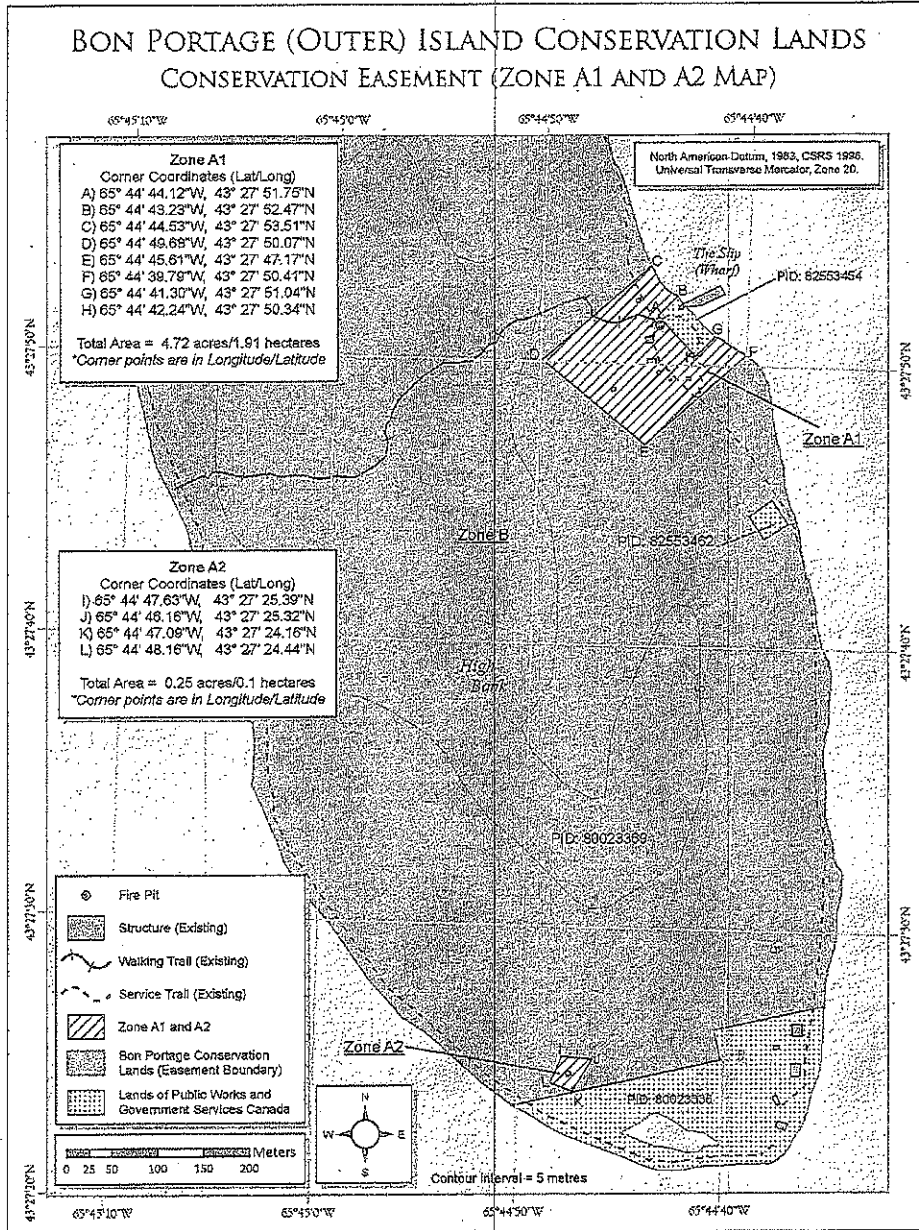 BON PORTAGE (OUTER) ISLAND CONSERVATION LANDS
CONSERVATION EASEMENT (ZONE A1 AND A2 MAP)
65°45'10"W
65°45'0"W
65°44'50"W
65°44'40"W
Zone A1
Corner Coordinates (Lat/Long)
A) 65° 44' 44.12"W, 43° 27' 51.75"N
B) 65° 44' 43.23"W, 43° 27' 52.47"N
C) 65° 44' 44.53"W, 43° 27' 53.51"N
D) 65° 44' 49.68"W, 43° 27' 50.07"N
E) 65° 44' 45.61"W, 43° 27' 47.17"N
F) 65° 44' 39.79"W, 43° 27' 50.41"N
G) 65° 44' 41.30"W, 43° 27' 51.04"N
H) 65° 44' 42.24"W, 43° 27' 50.34"N
Total Area = 4.72 acres/1.91 hectares
*Corner points are in Longitude/Latitude
North American Datum, 1983, CSRS 1998.
Universal Transverse Mercator, Zone 20.
The Slip
(Wharf)
PID: 82553454
C
B
A
G
F
D
E
Zone A1
43°27'50"N
43°27'50"N
Zone B
PID: 82553462
Zone A2
Corner Coordinates (Lat/Long)
I) 65° 44' 47.63"W, 43° 27' 25.39"N
J) 65° 44' 46.16"W, 43° 27' 25.32"N
K) 65° 44' 47.09"W, 43° 27' 24.16"N
L) 65° 44' 48.16"W, 43° 27' 24.44"N
Total Area = 0.25 acres/0.1 hectares
*Corner points are in Longitude/Latitude
43°27'40"N
43°27'40"N
High
Bank
PID: 80023369
43°27'30"N
43°27'30"N
Fire Pit
Structure (Existing)
Walking Trail (Existing)
Service Trail (Existing)
Zone A1 and A2
Bon Portage Conservation
Lands (Easement Boundary)
Lands of Public Works and
Government Services Canada
Zone A2
K
PID: 80023336
N
W E
S
Meters
0 25 50 100 150 200
Contour Interval = 5 metres
43°27'20"N
65°45'10"W
65°45'0"W
65°44'50"W
65°44'40"W